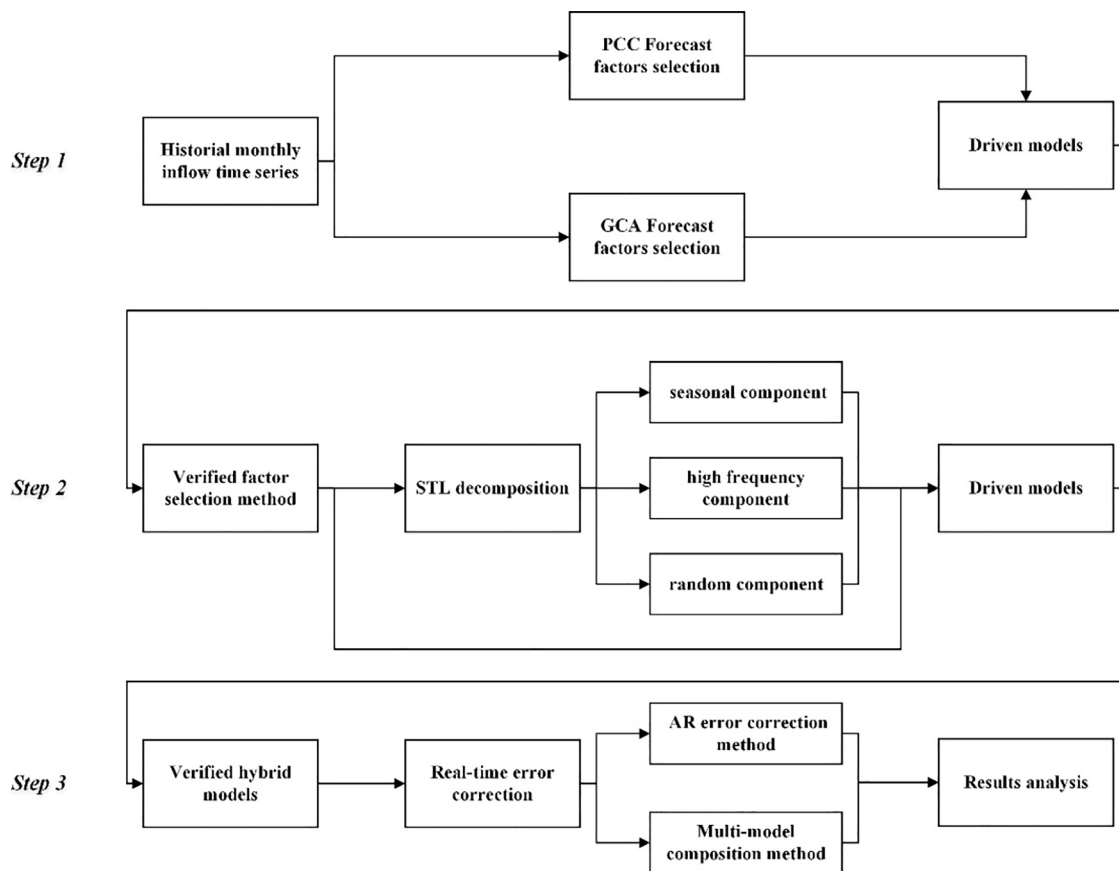 Step 1
Historial monthly
inflow time series
PCC Forecast
factors selection
GCA Forecast
factors selection
Driven models
Step 2
Verified factor
selection method
STL decomposition
seasonal component
high frequency
component
random component
Driven models
Step 3
Verified hybrid
models
Real-time error
correction
AR error correction
method
Multi-model
composition method
Results analysis